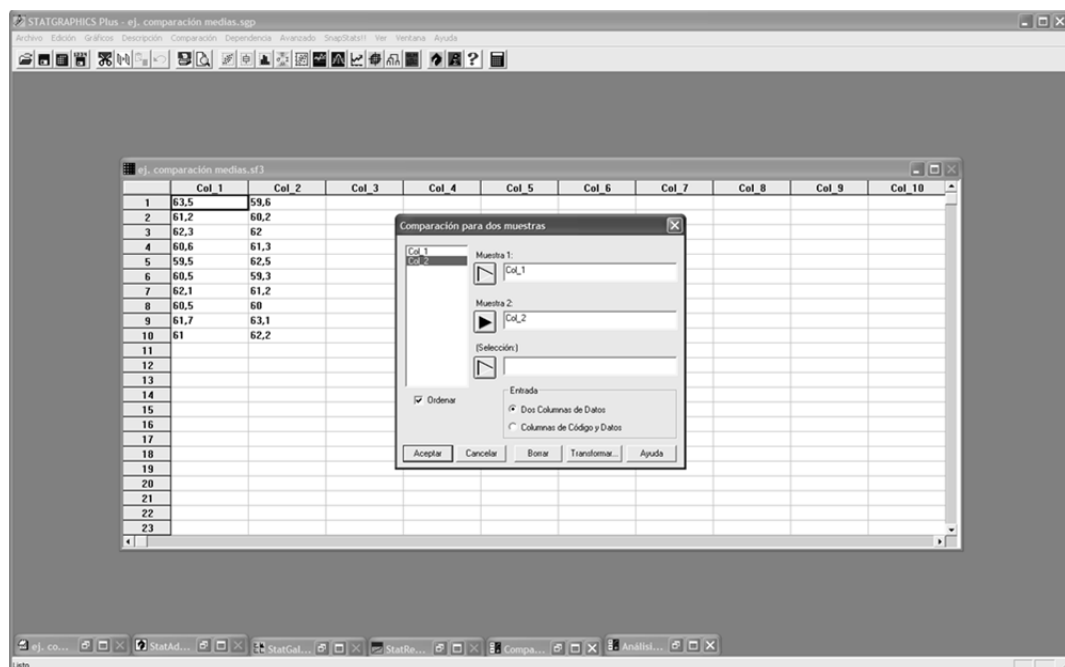 STATGRAPHICS Plus - ej. comparación medias.sgp
Archivo Edición Gráficos Descripción Comparación Dependencia Avanzado SnapStats!! Ver Ventana Ayuda
ej. comparación medias.sf3
Col_1 Col_2 Col_3 Col_4 Col_5 Col_6 Col_7 Col_8 Col_9 Col_10
1 63,5 59,6
2 61,2 60,2
3 62,3 62
4 60,6 61,3
5 59,5 62,5
6 60,5 59,3
7 62,1 61,2
8 60,5 60
9 61,7 63,1
10 61 62,2
11
12
13
14
15
16
17
18
19
20
21
22
23
Comparación para dos muestras
Col_1
Col_2
Muestra 1:
Col_1
Muestra 2:
Col_2
(Selección:)
Ordenar
Entrada
Dos Columnas de Datos
Columnas de Código y Datos
Aceptar Cancelar Borrar Transformar... Ayuda
ej. co... StatAd... StatGal... StatRe... Compa... Análisi...
Listo